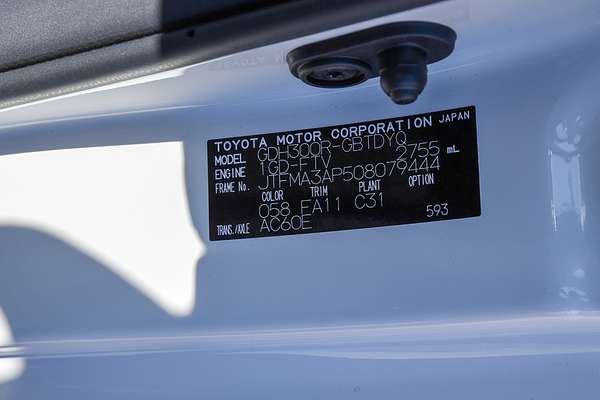 TOYOTA MOTOR CORPORATION JAPAN
MODEL GDH300R-GBTDYQ
ENGINE 1GD-FTV 2755 mL
FRAME No. JTFMA3AP508079444
COLOR TRIM PLANT OPTION
058 FA11 C31
TRANS./AXLE AC60E 593